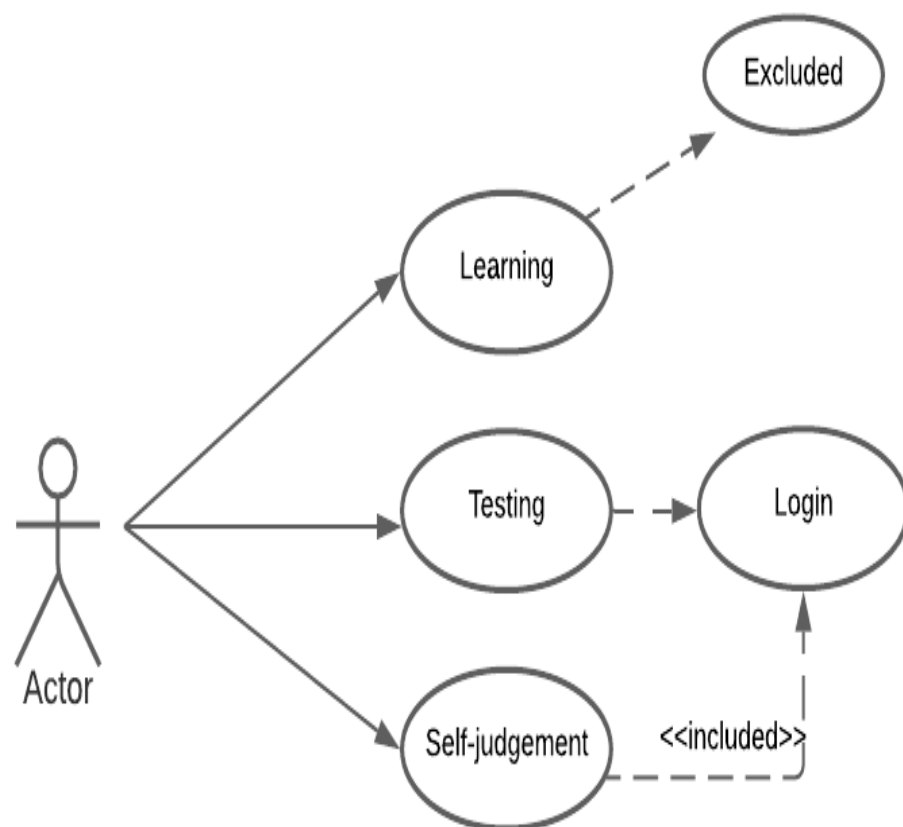 Excluded
Learning
Testing
Login
Actor
Self-judgement
<<included>>